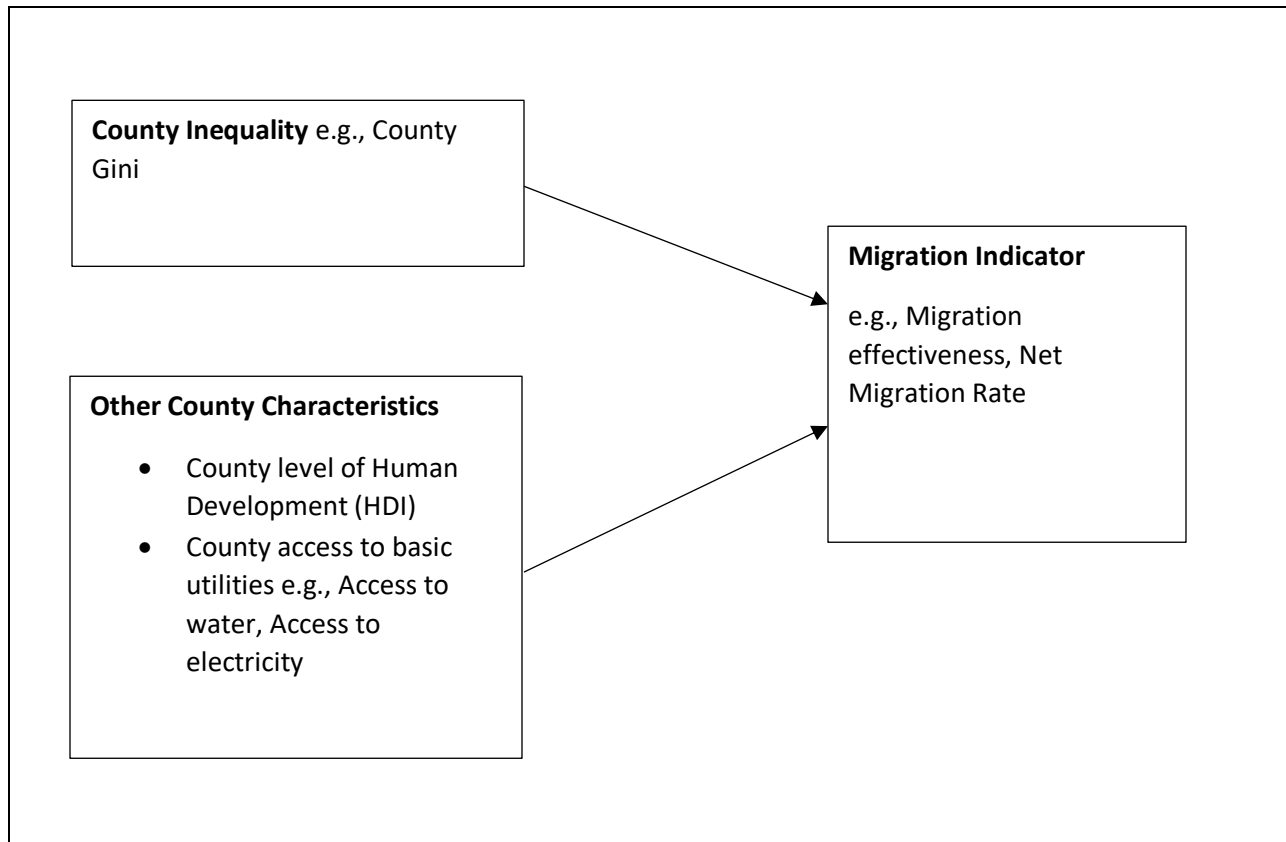 County Inequality e.g., County
Gini
Other County Characteristics
• County level of Human
Development (HDI)
• County access to basic
utilities e.g., Access to
water, Access to
electricity
Migration Indicator
e.g., Migration
effectiveness, Net
Migration Rate